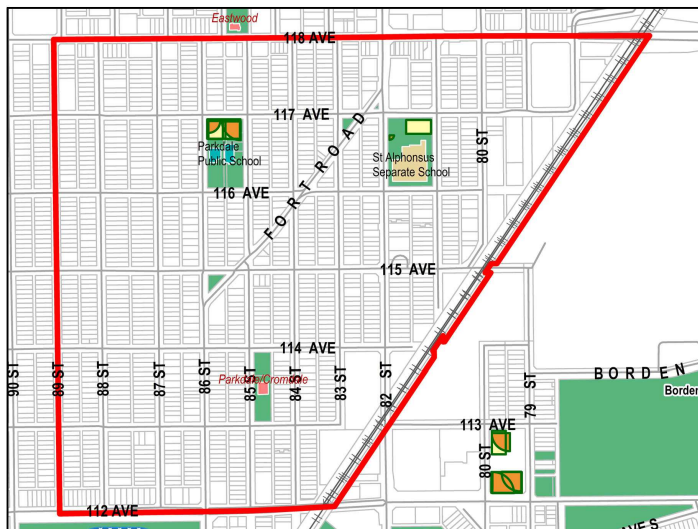 Eastwood
118 AVE
117 AVE
Parkdale
Public School
FORT ROAD
St Alphonsus
Separate School
80 ST
116 AVE
115 AVE
114 AVE
90 ST
89 ST
88 ST
87 ST
86 ST
85 ST
84 ST
83 ST
82 ST
Parkdale/Cromdale
79 ST
BORDEN
Border
113 AVE
80 ST
112 AVE